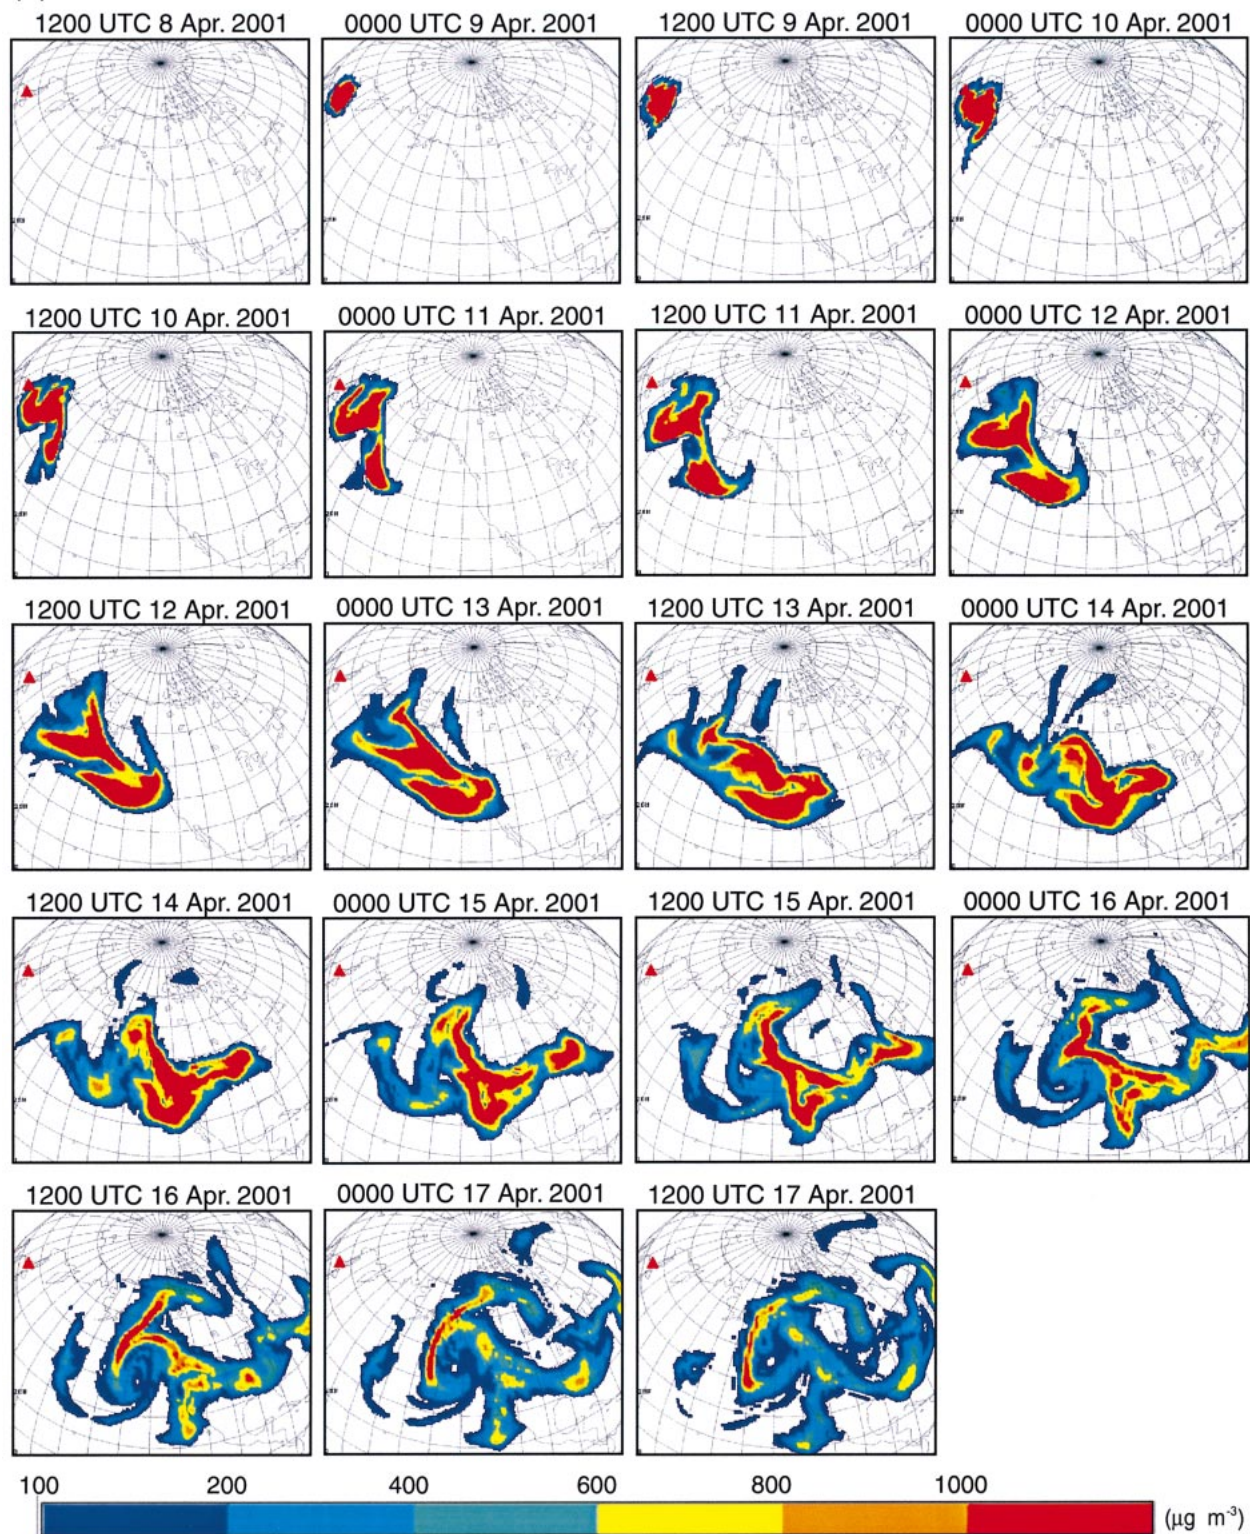 1200 UTC 8 Apr. 2001
0000 UTC 9 Apr. 2001
1200 UTC 9 Apr. 2001
0000 UTC 10 Apr. 2001
1200 UTC 10 Apr. 2001
0000 UTC 11 Apr. 2001
1200 UTC 11 Apr. 2001
0000 UTC 12 Apr. 2001
1200 UTC 12 Apr. 2001
0000 UTC 13 Apr. 2001
1200 UTC 13 Apr. 2001
0000 UTC 14 Apr. 2001
1200 UTC 14 Apr. 2001
0000 UTC 15 Apr. 2001
1200 UTC 15 Apr. 2001
0000 UTC 16 Apr. 2001
1200 UTC 16 Apr. 2001
0000 UTC 17 Apr. 2001
1200 UTC 17 Apr. 2001
100 200 400 600 800 1000
(μg m⁻³)